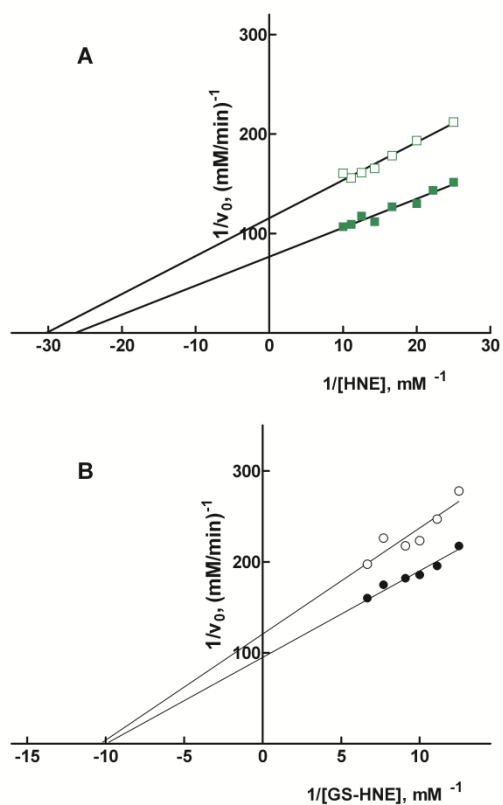 A
300
200
100
1/v₀, (mM/min)⁻¹
-30 -20 -10 0 10 20 30
1/[HNE], mM ⁻¹
B
300
200
100
1/v₀, (mM/min)⁻¹
-15 -10 -5 0 5 10
1/[GS-HNE], mM ⁻¹